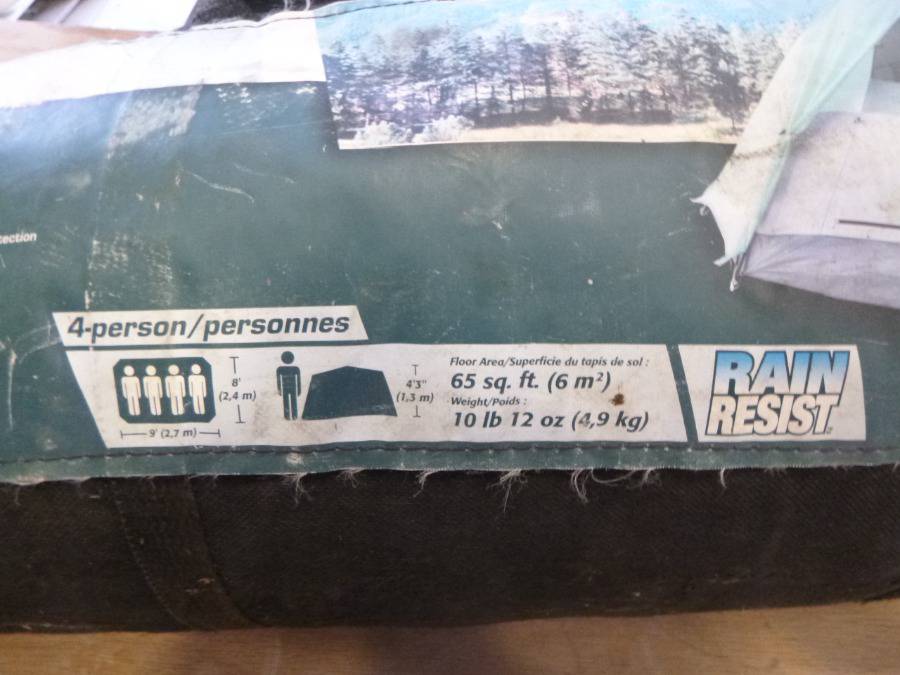 tection
4-person/personnes
8'
(2,4 m)
9' (2,7 m)
4'3"
(1,3 m)
Floor Area/Superficie du tapis de sol :
65 sq. ft. (6 m²)
Weight/Poids :
10 lb 12 oz (4,9 kg)
RAIN
RESIST